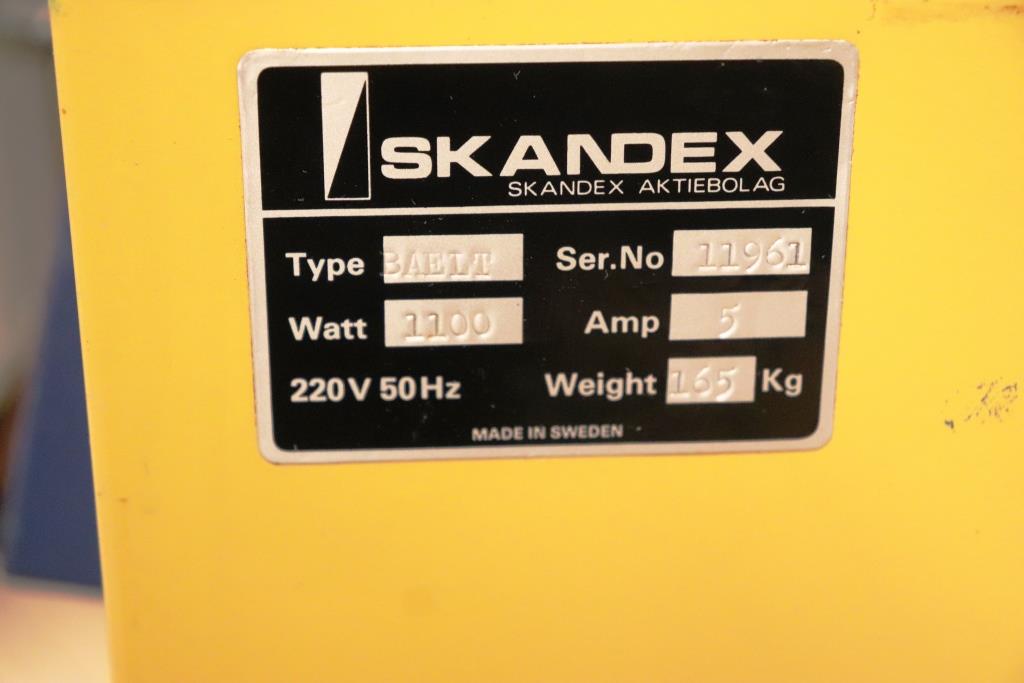 SKANDEX
SKANDEX AKTIEBOLAG
Type BAELT Ser.No 11961
Watt 1100 Amp 5
220V 50Hz Weight 165 Kg
MADE IN SWEDEN